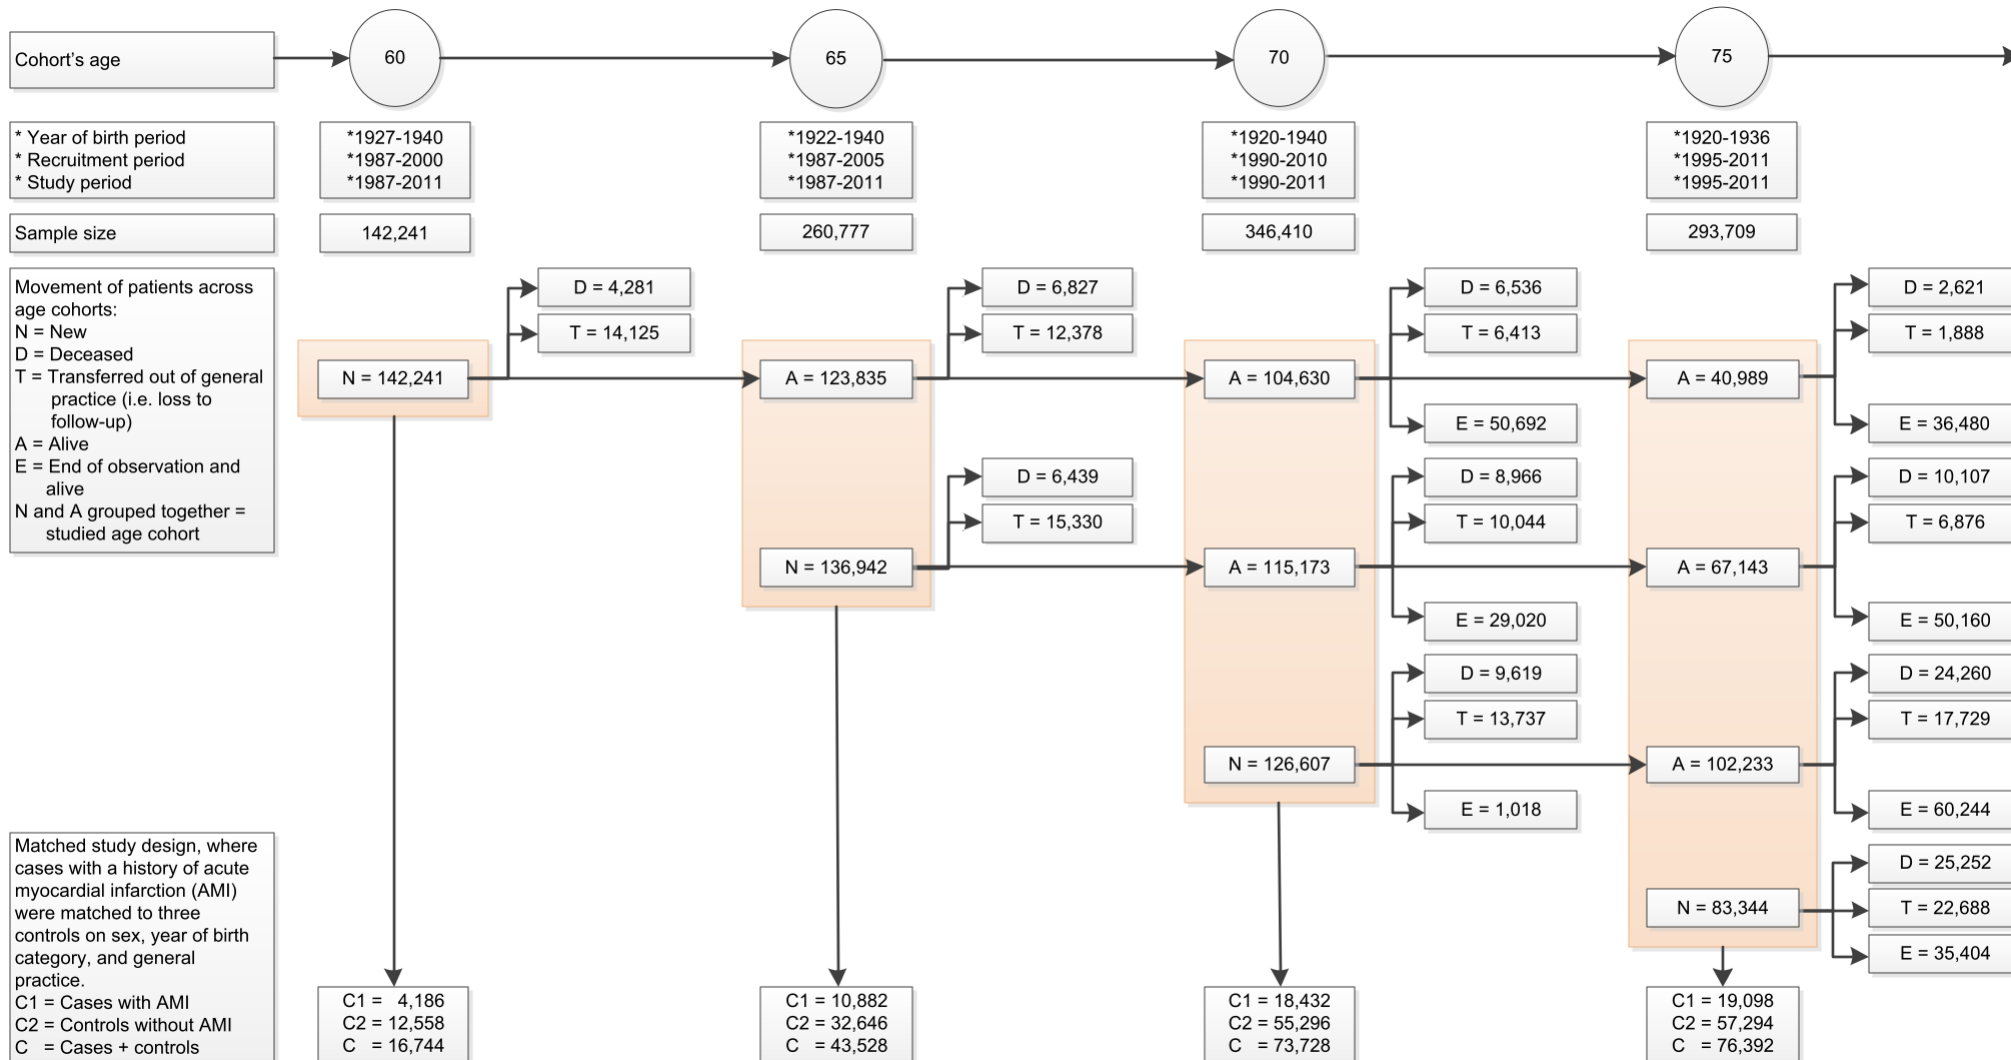 Cohort's age
60
65
70
75
* Year of birth period
* Recruitment period
* Study period
*1927-1940
*1987-2000
*1987-2011
*1922-1940
*1987-2005
*1987-2011
*1920-1940
*1990-2010
*1990-2011
*1920-1936
*1995-2011
*1995-2011
Sample size
142,241
260,777
346,410
293,709
Movement of patients across
age cohorts:
N = New
D = Deceased
T = Transferred out of general
practice (i.e. loss to
follow-up)
A = Alive
E = End of observation and
alive
N and A grouped together =
studied age cohort
N = 142,241
D = 4,281
T = 14,125
A = 123,835
D = 6,827
T = 12,378
N = 136,942
D = 6,439
T = 15,330
A = 104,630
D = 6,536
T = 6,413
E = 50,692
A = 115,173
D = 8,966
T = 10,044
E = 29,020
N = 126,607
D = 9,619
T = 13,737
E = 1,018
A = 40,989
D = 2,621
T = 1,888
E = 36,480
A = 67,143
D = 10,107
T = 6,876
E = 50,160
A = 102,233
D = 24,260
T = 17,729
E = 60,244
N = 83,344
D = 25,252
T = 22,688
E = 35,404
Matched study design, where
cases with a history of acute
myocardial infarction (AMI)
were matched to three
controls on sex, year of birth
category, and general
practice.
C1 = Cases with AMI
C2 = Controls without AMI
C = Cases + controls
C1 = 4,186
C2 = 12,558
C = 16,744
C1 = 10,882
C2 = 32,646
C = 43,528
C1 = 18,432
C2 = 55,296
C = 73,728
C1 = 19,098
C2 = 57,294
C = 76,392